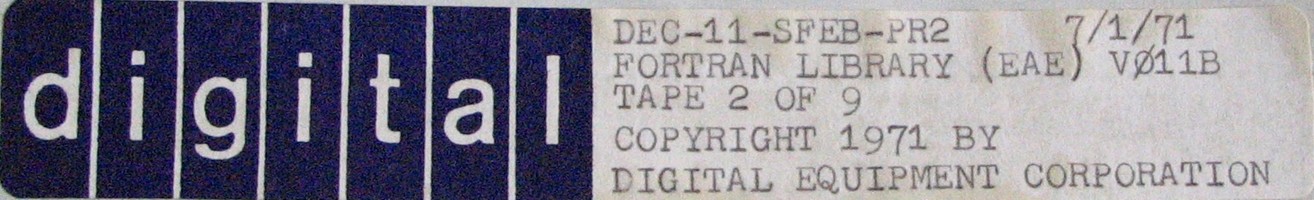 digital
DEC-11-SFEB-PR2 7/1/71
FORTRAN LIBRARY (EAE) VØ11B
TAPE 2 OF 9
COPYRIGHT 1971 BY
DIGITAL EQUIPMENT CORPORATION